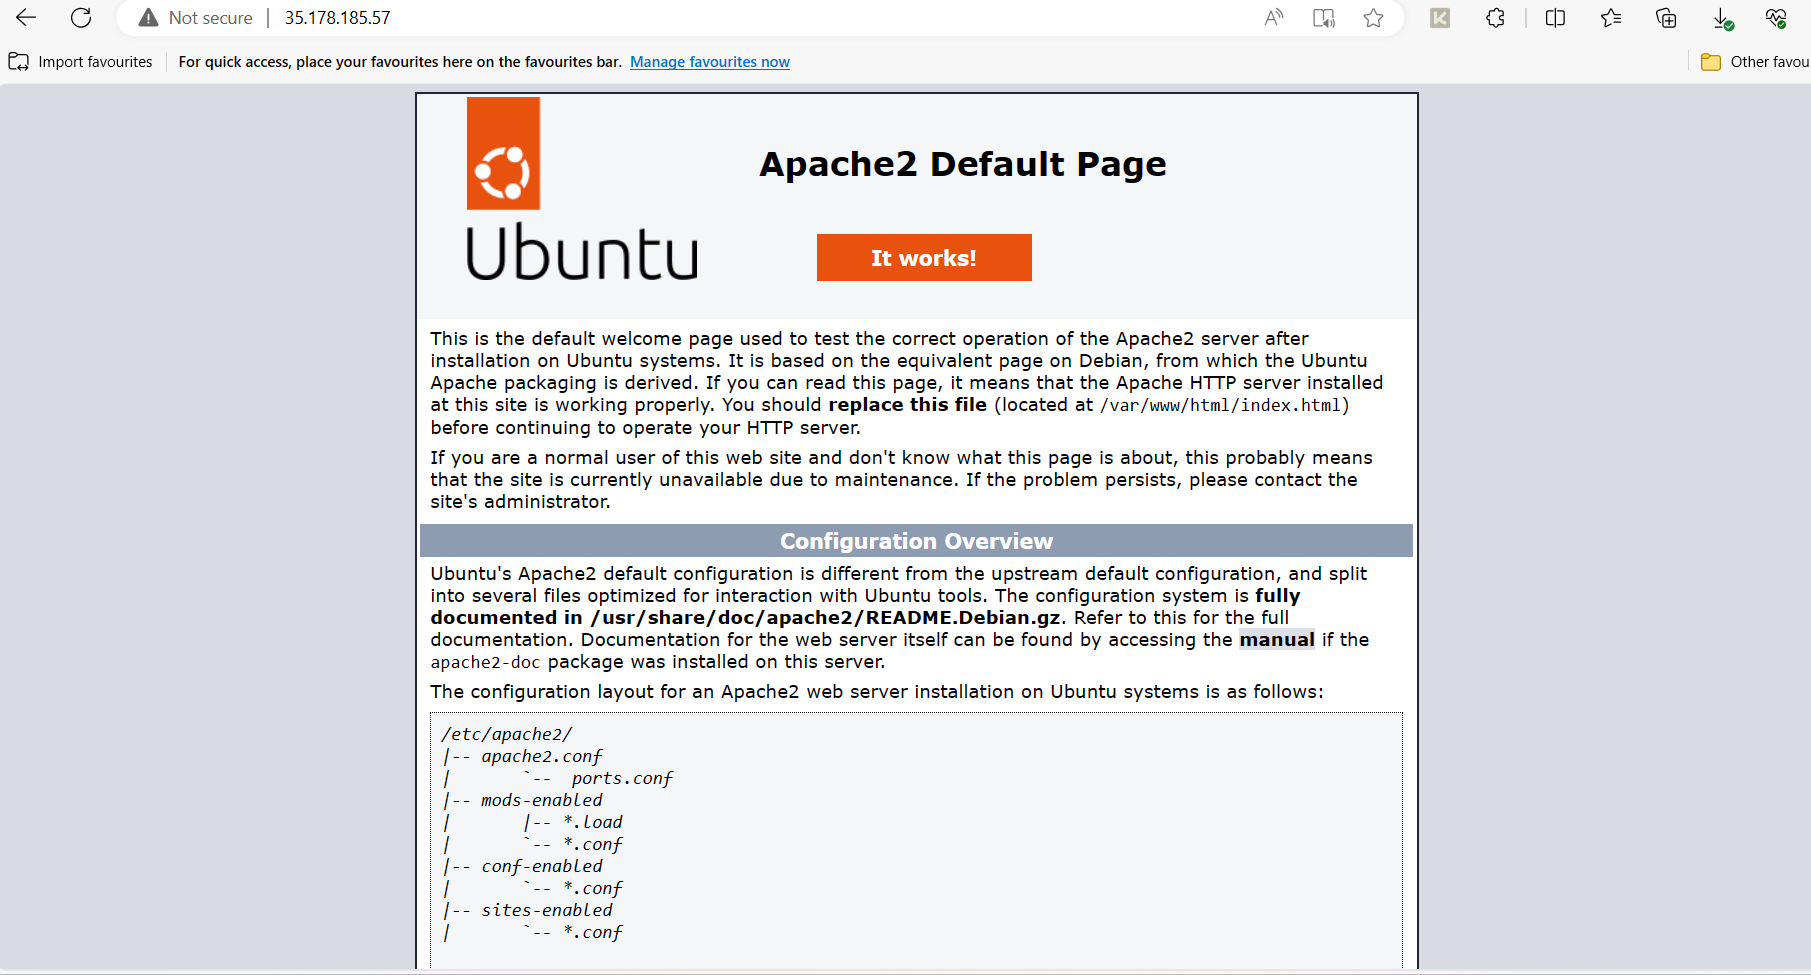 Not secure | 35.178.185.57
Import favourites For quick access, place your favourites here on the favourites bar. Manage favourites now Other favou
Apache2 Default Page
Ubuntu
It works!
This is the default welcome page used to test the correct operation of the Apache2 server after
installation on Ubuntu systems. It is based on the equivalent page on Debian, from which the Ubuntu
Apache packaging is derived. If you can read this page, it means that the Apache HTTP server installed
at this site is working properly. You should replace this file (located at /var/www/html/index.html)
before continuing to operate your HTTP server.
If you are a normal user of this web site and don't know what this page is about, this probably means
that the site is currently unavailable due to maintenance. If the problem persists, please contact the
site's administrator.
Configuration Overview
Ubuntu's Apache2 default configuration is different from the upstream default configuration, and split
into several files optimized for interaction with Ubuntu tools. The configuration system is fully
documented in /usr/share/doc/apache2/README.Debian.gz. Refer to this for the full
documentation. Documentation for the web server itself can be found by accessing the manual if the
apache2-doc package was installed on this server.
The configuration layout for an Apache2 web server installation on Ubuntu systems is as follows:
/etc/apache2/
|-- apache2.conf
|       `--  ports.conf
|-- mods-enabled
|       |-- *.load
|       `-- *.conf
|-- conf-enabled
|       `-- *.conf
|-- sites-enabled
|       `-- *.conf